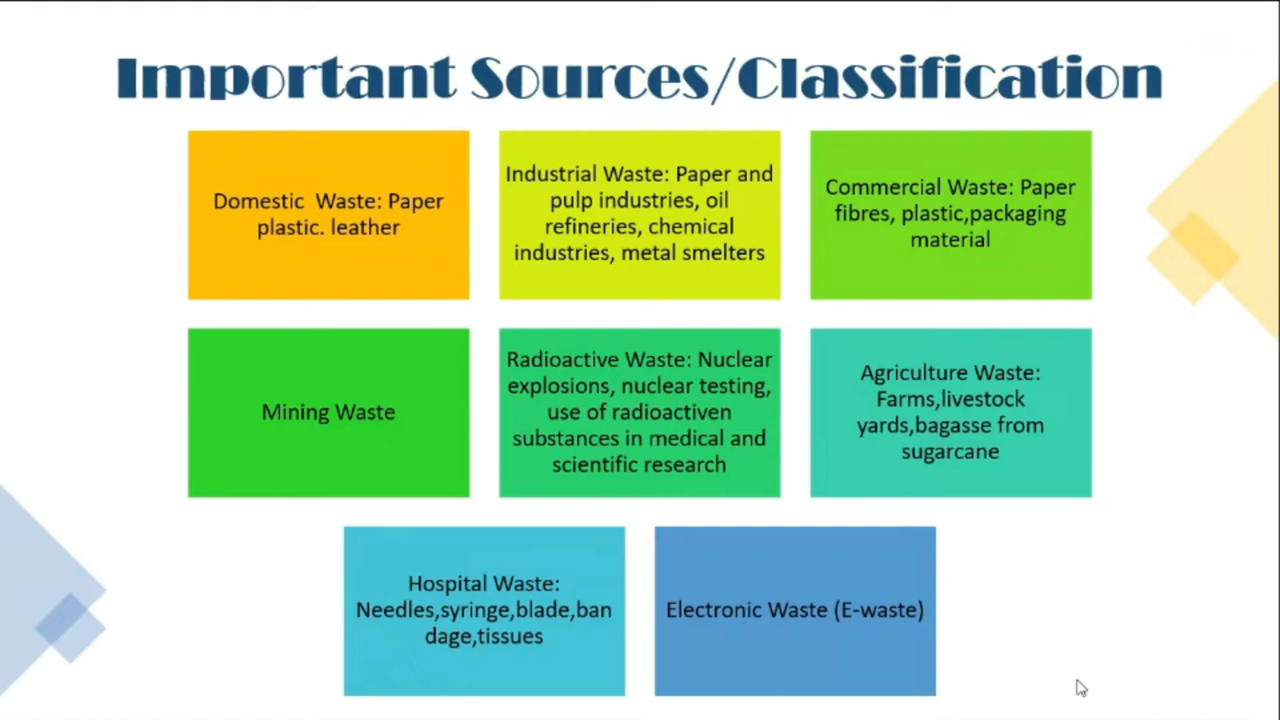 Important Sources/Classification
Domestic  Waste: Paper
plastic. leather
Industrial Waste: Paper and
pulp industries, oil
refineries, chemical
industries, metal smelters
Commercial Waste: Paper
fibres, plastic,packaging
material
Mining Waste
Radioactive Waste: Nuclear
explosions, nuclear testing,
use of radioactiven
substances in medical and
scientific research
Agriculture Waste:
Farms,livestock
yards,bagasse from
sugarcane
Hospital Waste:
Needles,syringe,blade,ban
dage,tissues
Electronic Waste (E-waste)